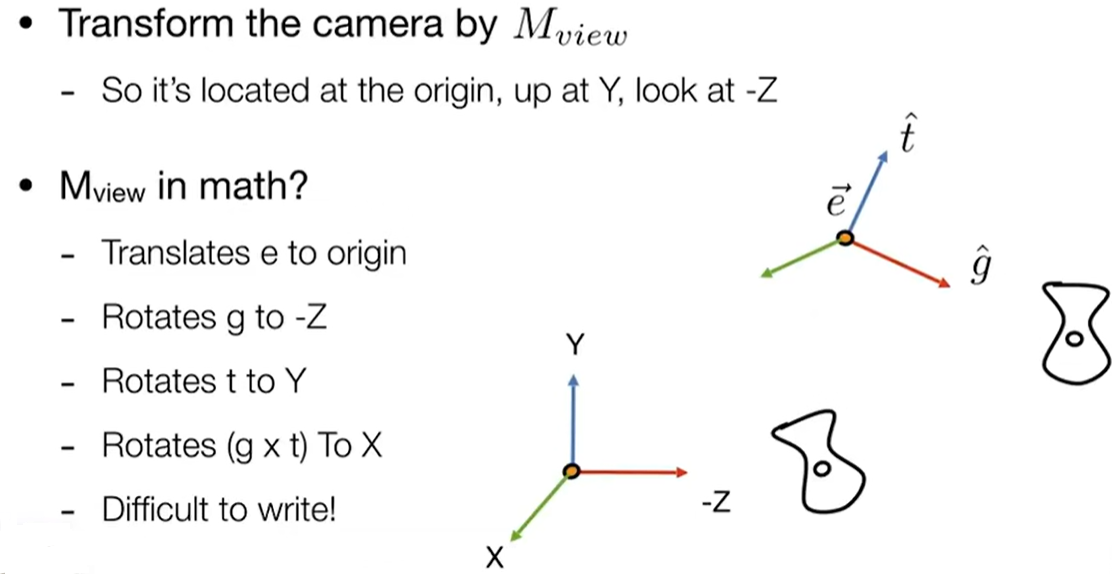 • Transform the camera by $M_{view}$
- So it's located at the origin, up at Y, look at -Z
• M_{view} in math?
- Translates e to origin
- Rotates g to -Z
- Rotates t to Y
- Rotates (g x t) To X
- Difficult to write!
$\hat{t}$
$\vec{e}$
$\hat{g}$
Y
-Z
X